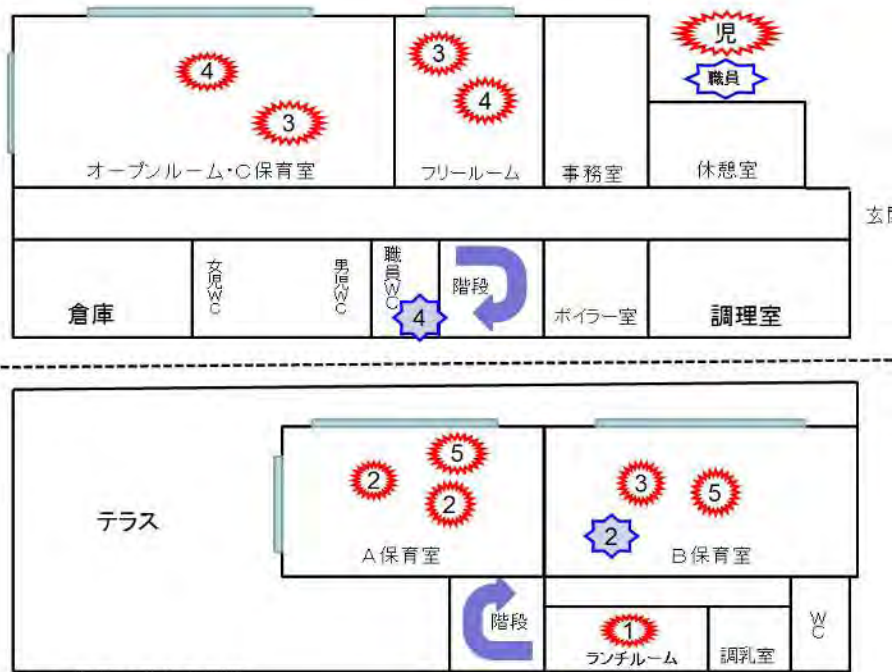 児
職員
4
3
3
4
オープンルーム・C保育室
フリールーム
事務室
休憩室
玄関
倉庫
女児WC
男児WC
職員WC
4
階段
ボイラー室
調理室
テラス
2
5
2
A保育室
3
5
2
B保育室
階段
1
ランチルーム
調乳室
WC